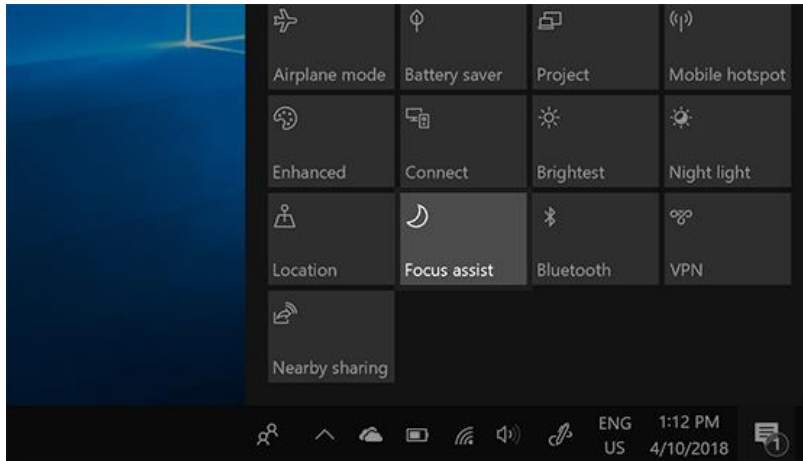 Airplane mode
Battery saver
Project
Mobile hotspot
Enhanced
Connect
Brightest
Night light
Location
Focus assist
Bluetooth
VPN
Nearby sharing
ENG
US
1:12 PM
4/10/2018
1